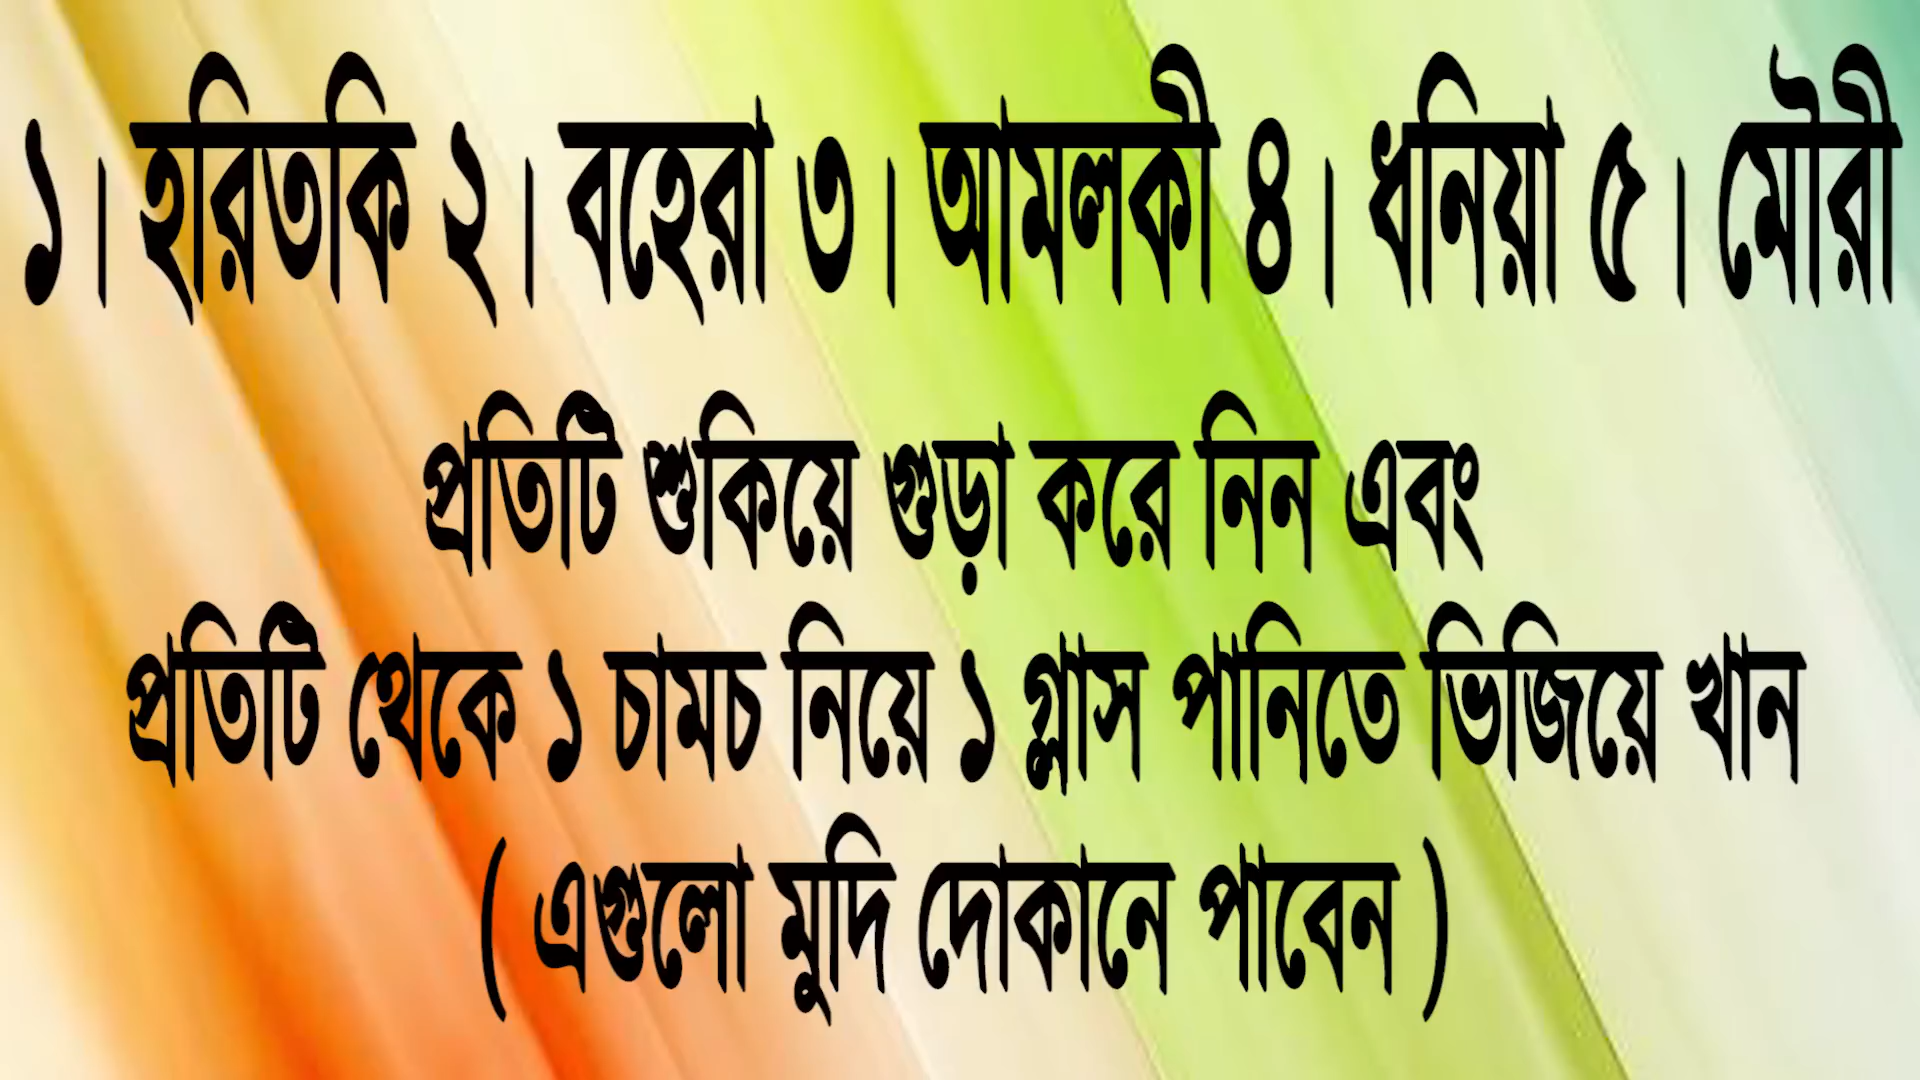 ১। হরিতকি ২। বহেরা ৩। আমলকী ৪। ধনিয়া ৫। মৌরী
প্রতিটি শুকিয়ে গুড়া করে নিন এবং
প্রতিটি থেকে ১ চামচ নিয়ে ১ গ্লাস পানিতে ভিজিয়ে খান
( এগুলো মুদি দোকানে পাবেন )